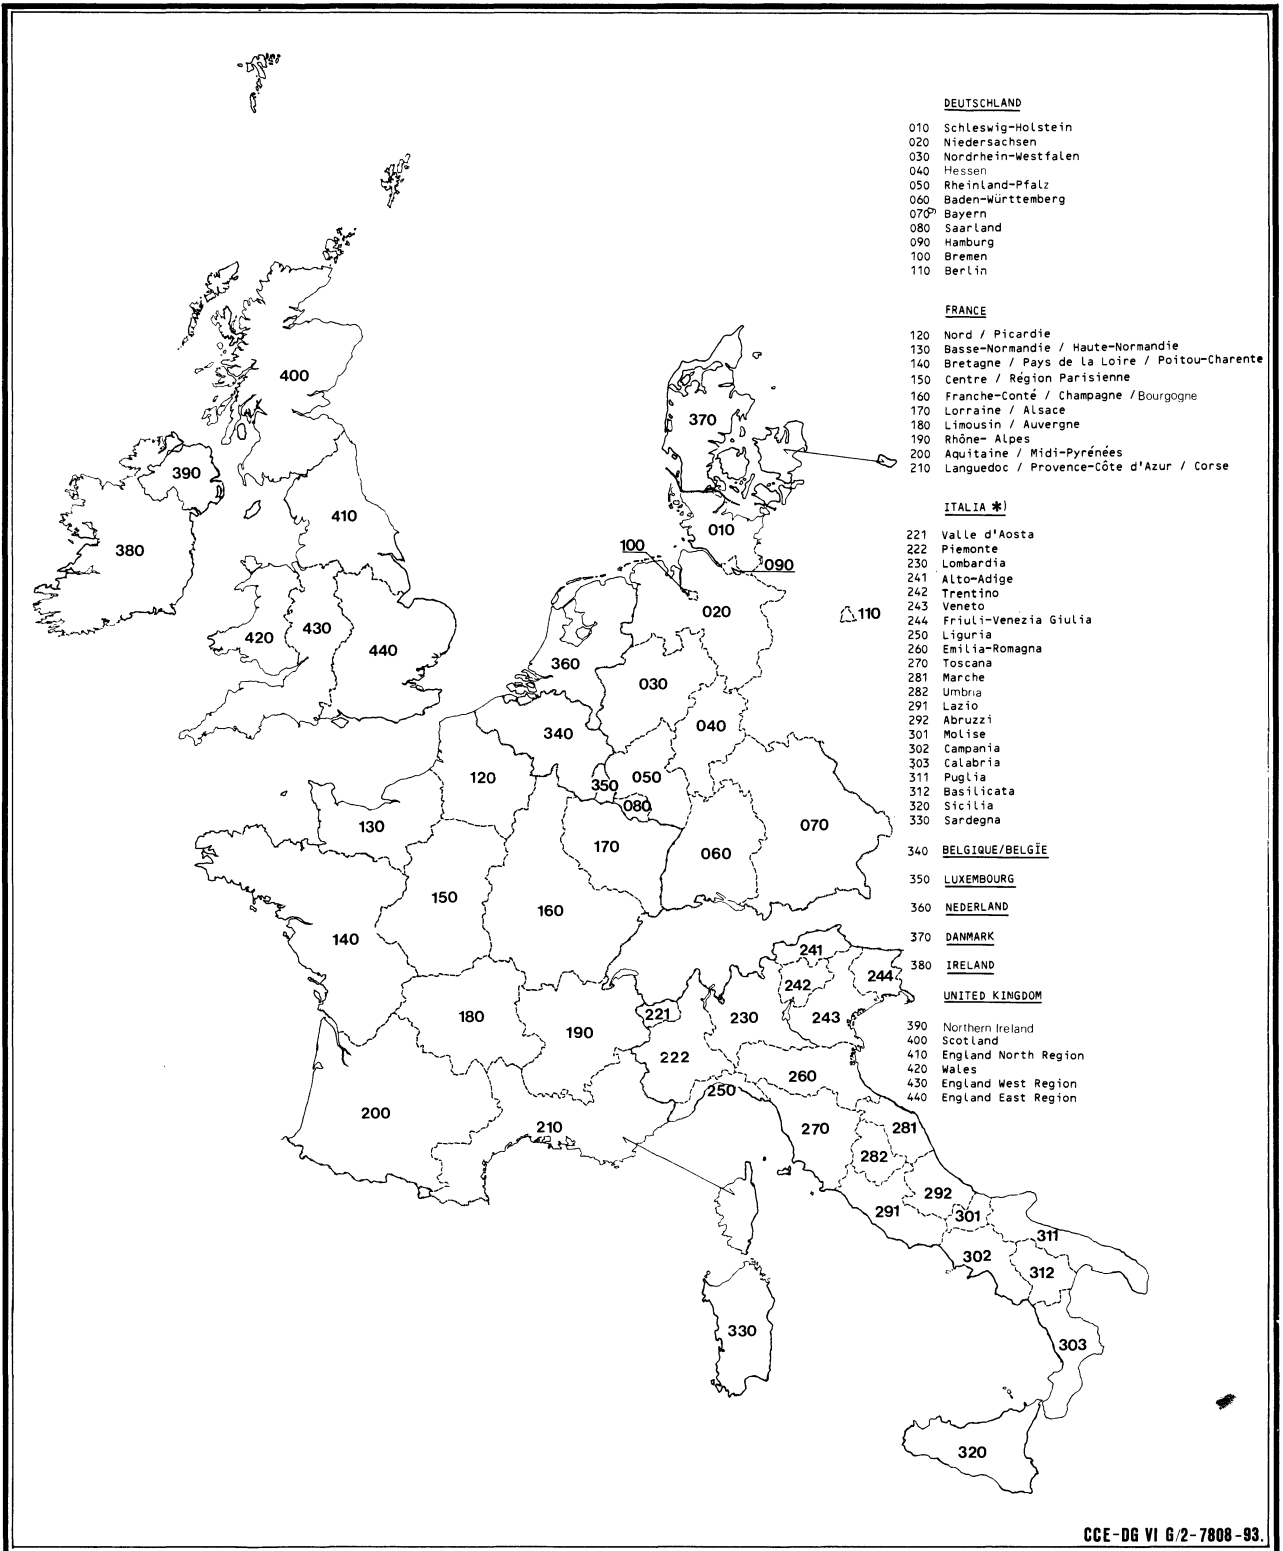 DEUTSCHLAND
010 Schleswig-Holstein
020 Niedersachsen
030 Nordrhein-Westfalen
040 Hessen
050 Rheinland-Pfalz
060 Baden-Württemberg
070 Bayern
080 Saarland
090 Hamburg
100 Bremen
110 Berlin
FRANCE
120 Nord / Picardie
130 Basse-Normandie / Haute-Normandie
140 Bretagne / Pays de la Loire / Poitou-Charente
150 Centre / Région Parisienne
160 Franche-Conté / Champagne / Bourgogne
170 Lorraine / Alsace
180 Limousin / Auvergne
190 Rhône- Alpes
200 Aquitaine / Midi-Pyrénées
210 Languedoc / Provence-Côte d'Azur / Corse
ITALIA *)
221 Valle d'Aosta
222 Piemonte
230 Lombardia
241 Alto-Adige
242 Trentino
243 Veneto
244 Friuli-Venezia Giulia
250 Liguria
260 Emilia-Romagna
270 Toscana
281 Marche
282 Umbria
291 Lazio
292 Abruzzi
301 Molise
302 Campania
303 Calabria
311 Puglia
312 Basilicata
320 Sicilia
330 Sardegna
340 BELGIQUE/BELGÏE
350 LUXEMBOURG
360 NEDERLAND
370 DANMARK
380 IRELAND
UNITED KINGDOM
390 Northern Ireland
400 Scotland
410 England North Region
420 Wales
430 England West Region
440 England East Region
400
370
390
410
010
380
100
090
020
110
420
430
440
360
030
040
340
120
350
050
080
130
070
170
060
150
160
140
241
244
242
180
221
230
243
190
222
260
250
200
210
270
281
282
292
291
301
311
302
312
330
303
320
CCE-DG VI G/2-7808-93.